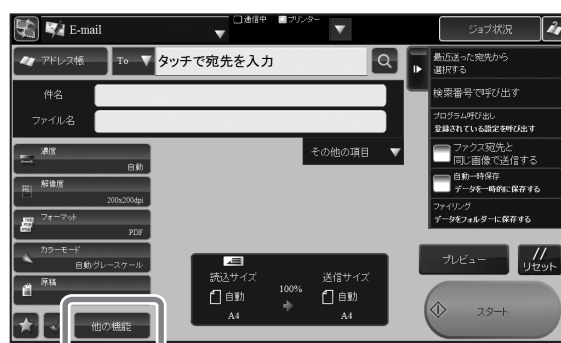 E-mail
通信中
プリンター
ジョブ状況
アドレス帳
To
タッチで宛先を入力
件名
ファイル名
その他の項目
濃度
自動
解像度
200x200dpi
フォーマット
PDF
カラーモード
自動/グレースケール
原稿
他の機能
読込サイズ
自動
A4
100%
送信サイズ
自動
A4
最近送った宛先から
選択する
検索番号で呼び出す
プログラム呼び出し
登録されている設定を呼び出す
ファクス宛先と
同じ画像で送信する
自動一時保存
データを一時的に保存する
ファイリング
データをフォルダーに保存する
プレビュー
リセット
スタート